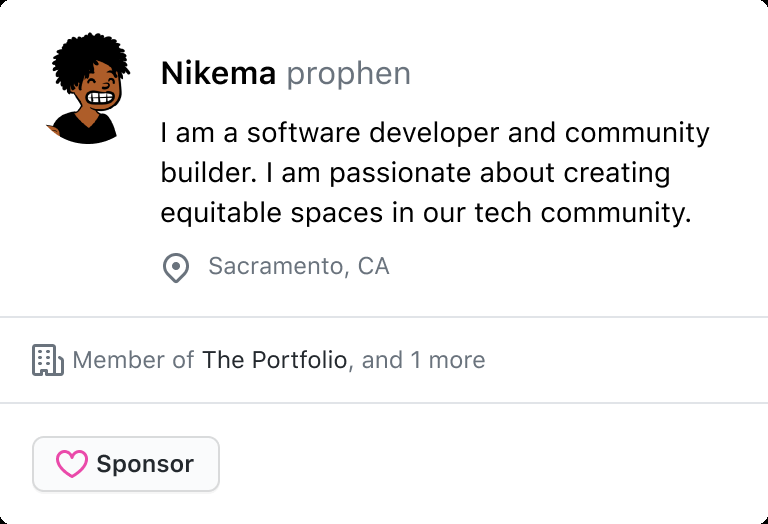 Nikema prophen
I am a software developer and community
builder. I am passionate about creating
equitable spaces in our tech community.
Sacramento, CA
Member of The Portfolio, and 1 more
Sponsor